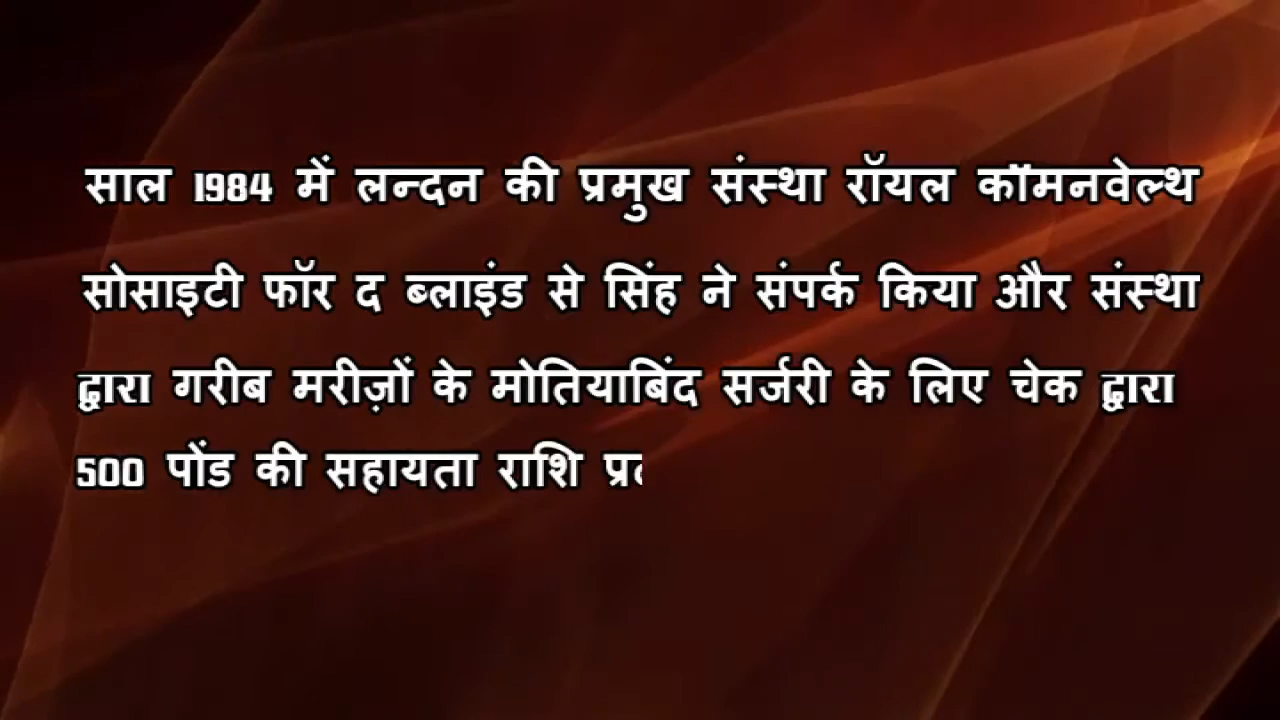 साल 1984 में लन्दन की प्रमुख संस्था रॉयल कॉमनवेल्थ
सोसाइटी फॉर द ब्लाइंड से सिंह ने संपर्क किया और संस्था
द्वारा गरीब मरीज़ों के मोतियाबिंद सर्जरी के लिए चेक द्वारा
500 पोंड की सहायता राशि